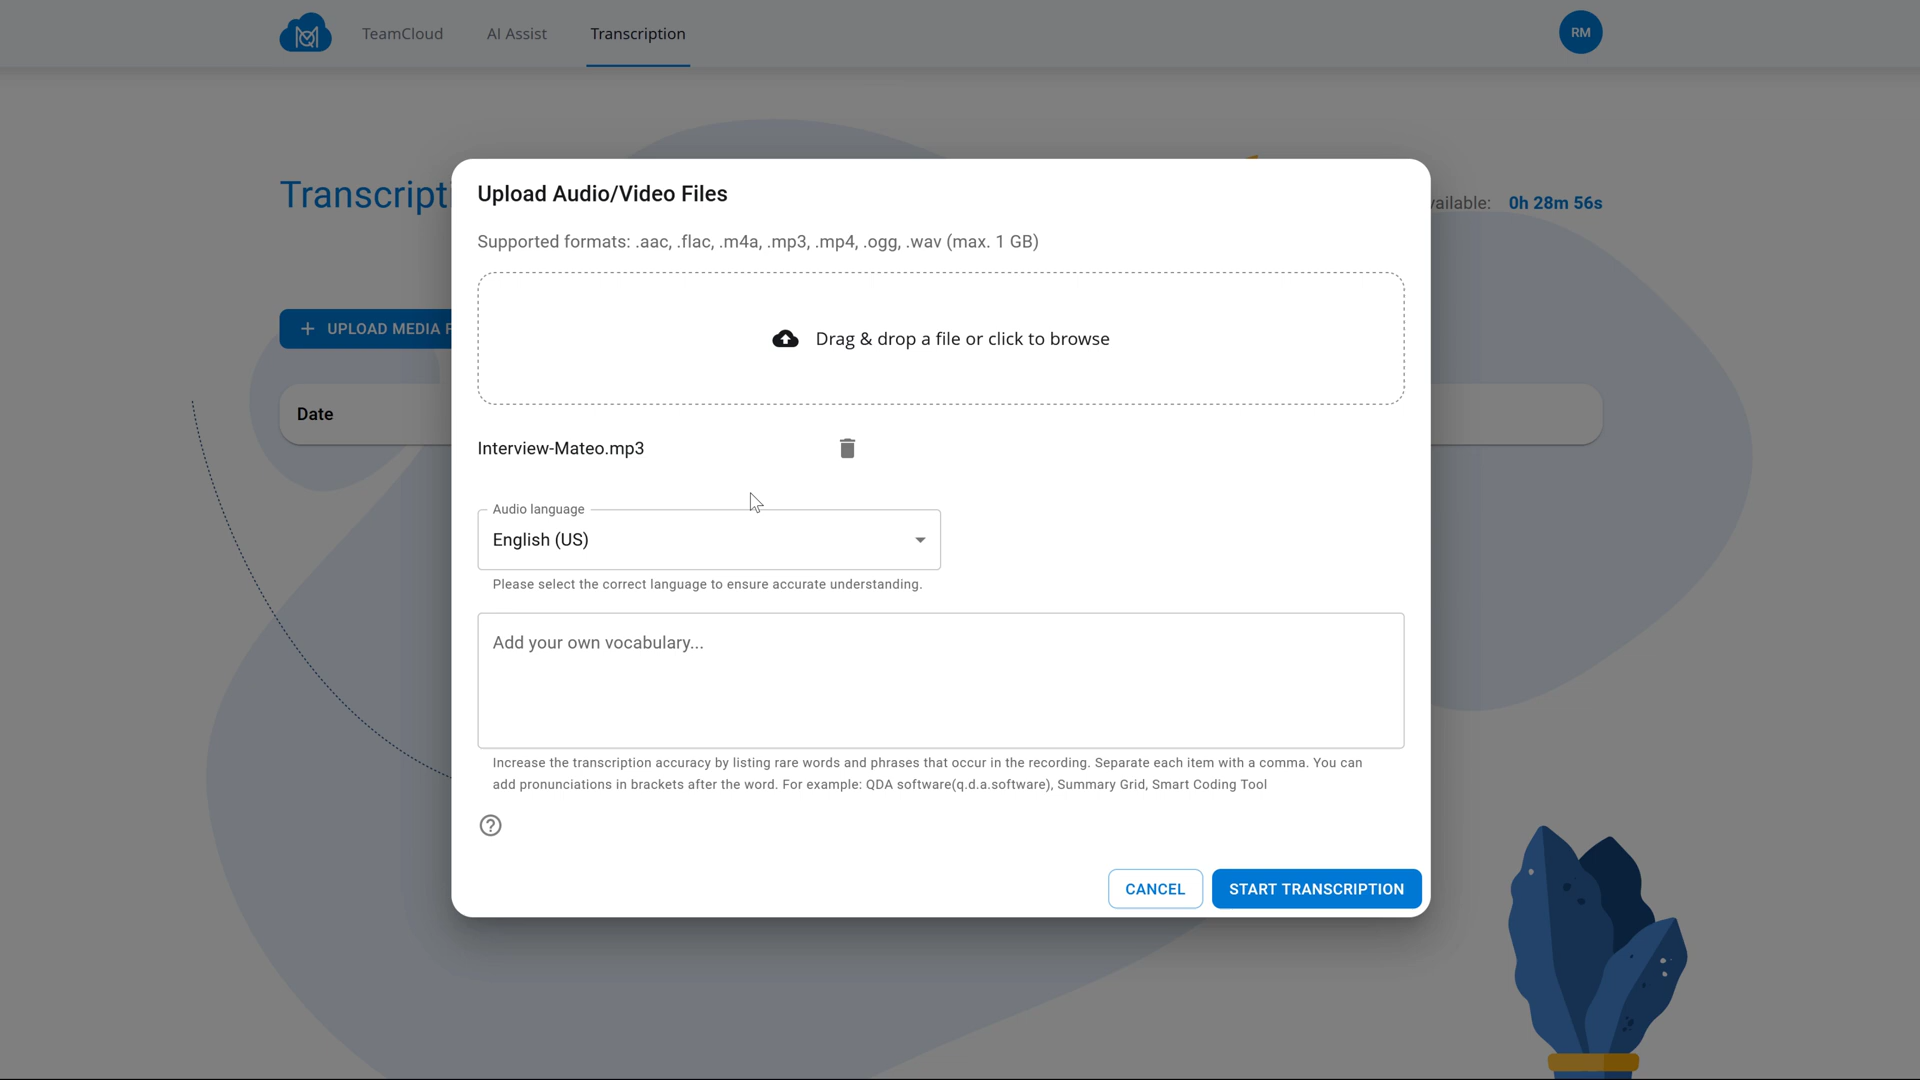 TeamCloud AI Assist Transcription RM
Upload Audio/Video Files
Transcripti vailable: 0h 28m 56s
Supported formats: .aac, .flac, .m4a, .mp3, .mp4, .ogg, .wav (max. 1 GB)
+ UPLOAD MEDIA F
Drag & drop a file or click to browse
Date
Interview-Mateo.mp3
Audio language
English (US)
Please select the correct language to ensure accurate understanding.
Add your own vocabulary...
Increase the transcription accuracy by listing rare words and phrases that occur in the recording. Separate each item with a comma. You can
add pronunciations in brackets after the word. For example: QDA software(q.d.a.software), Summary Grid, Smart Coding Tool
?
CANCEL START TRANSCRIPTION